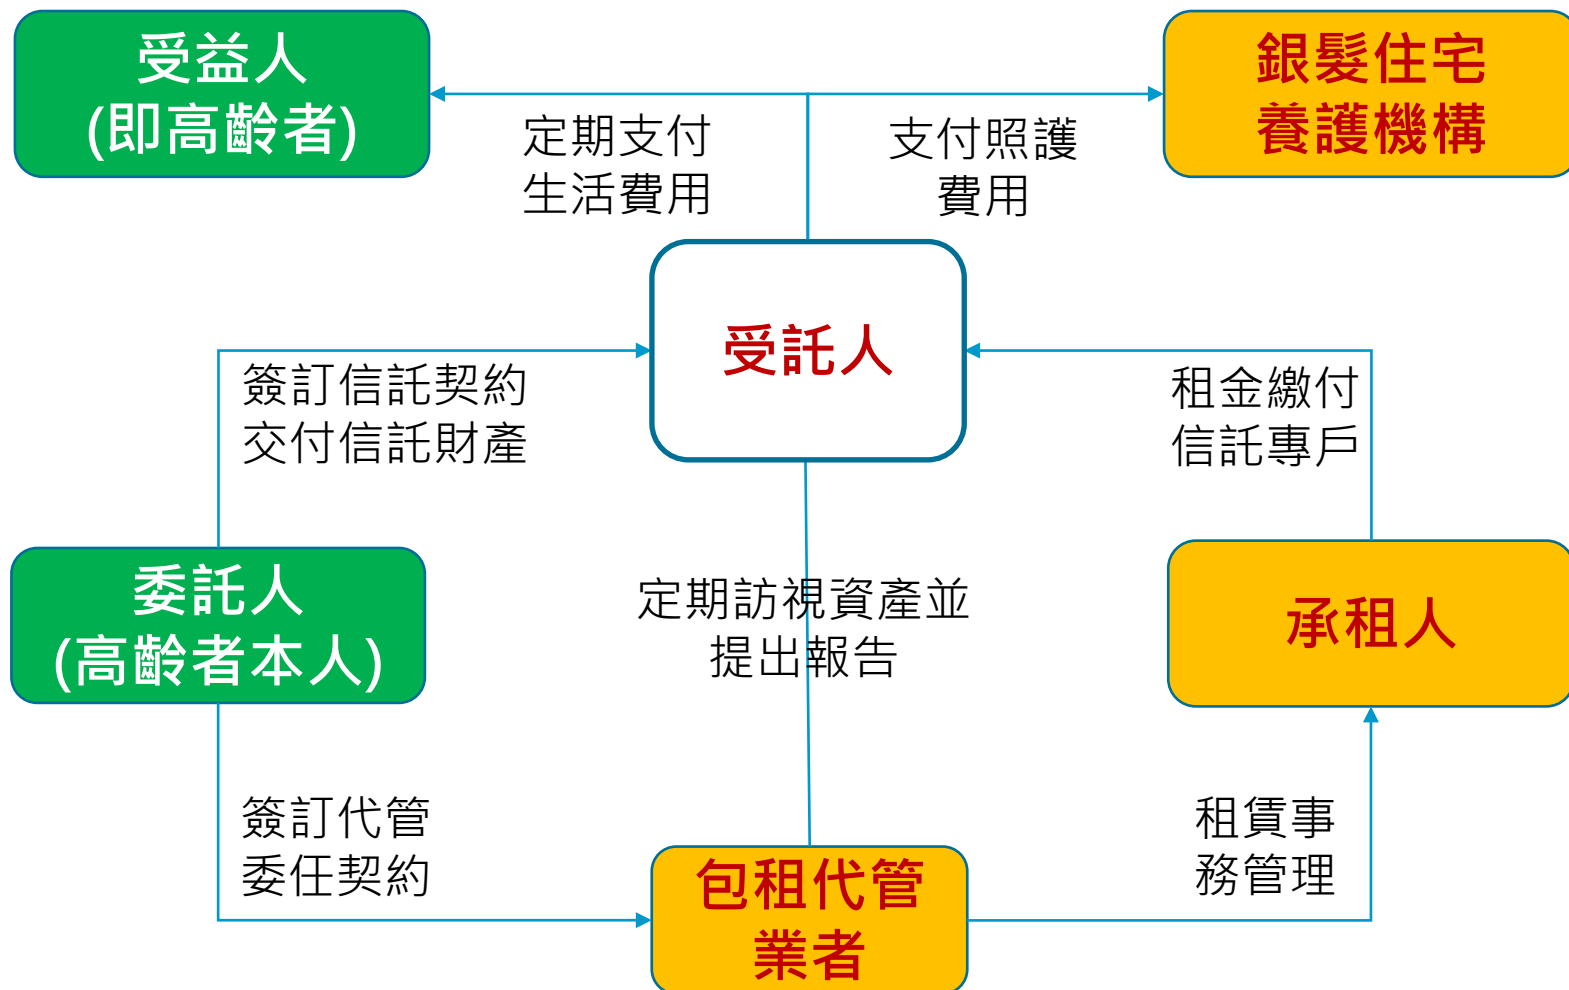 受益人
(即高齡者)
銀髮住宅
養護機構
定期支付
生活費用
支付照護
費用
受託人
簽訂信託契約
交付信託財產
租金繳付
信託專戶
委託人
(高齡者本人)
定期訪視資產並
提出報告
承租人
簽訂代管
委任契約
租賃事
務管理
包租代管
業者